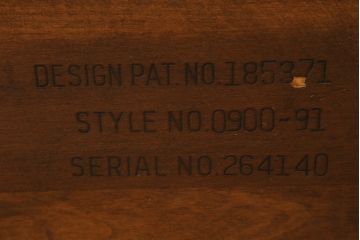 DESIGN PAT. NO. 185371
STYLE NO. 0900-91
SERIAL NO. 264140